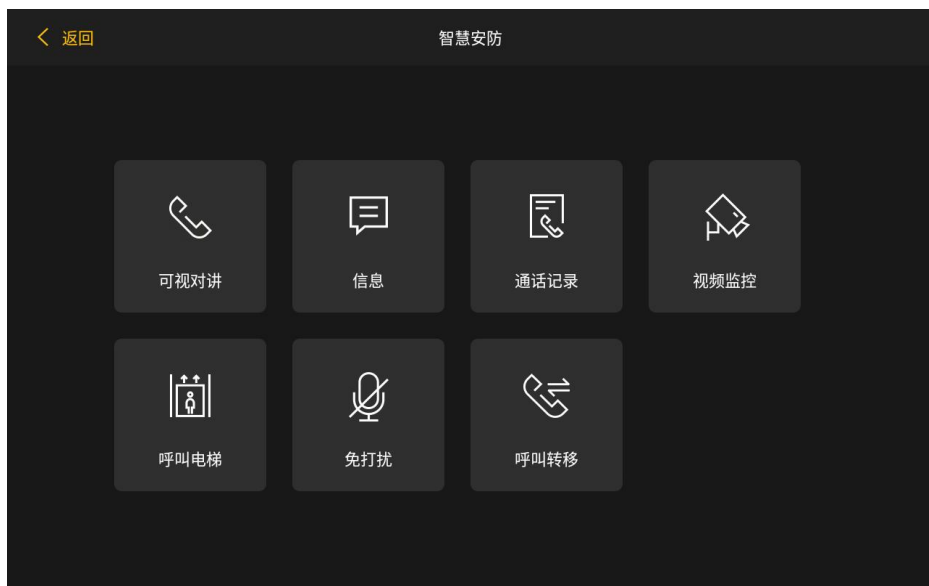 返回
智慧安防
可视对讲
信息
通话记录
视频监控
呼叫电梯
免打扰
呼叫转移